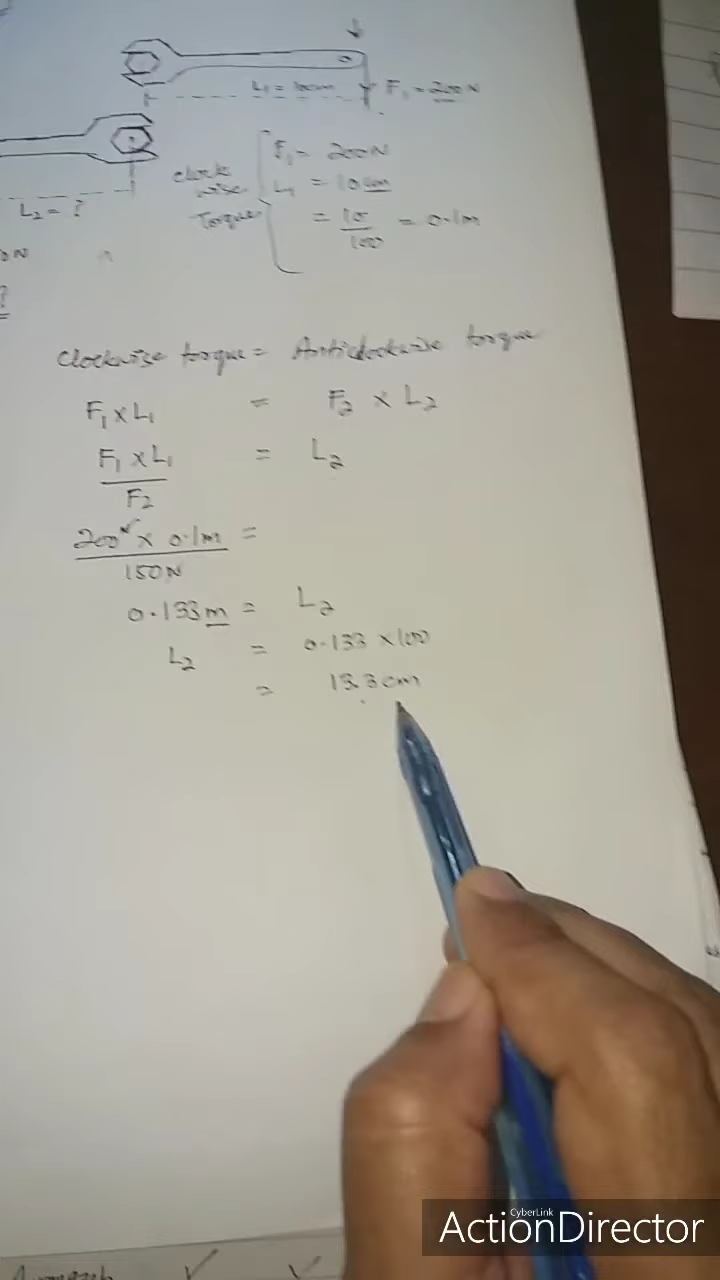 L₁ = 10cm F₁ = 200N
L₂ = ?
clock wise Torque
F₁ = 200N
L₁ = 10cm
= 10/100 = 0.1m
0N
?
Clockwise torque = Anticlockwise torque
F₁ x L₁ = F₂ x L₂
F₁ x L₁ / F₂ = L₂
200N x 0.1m / 150N =
0.133m = L₂
L₂ = 0.133 x 100
= 13.3cm
CyberLink
ActionDirector